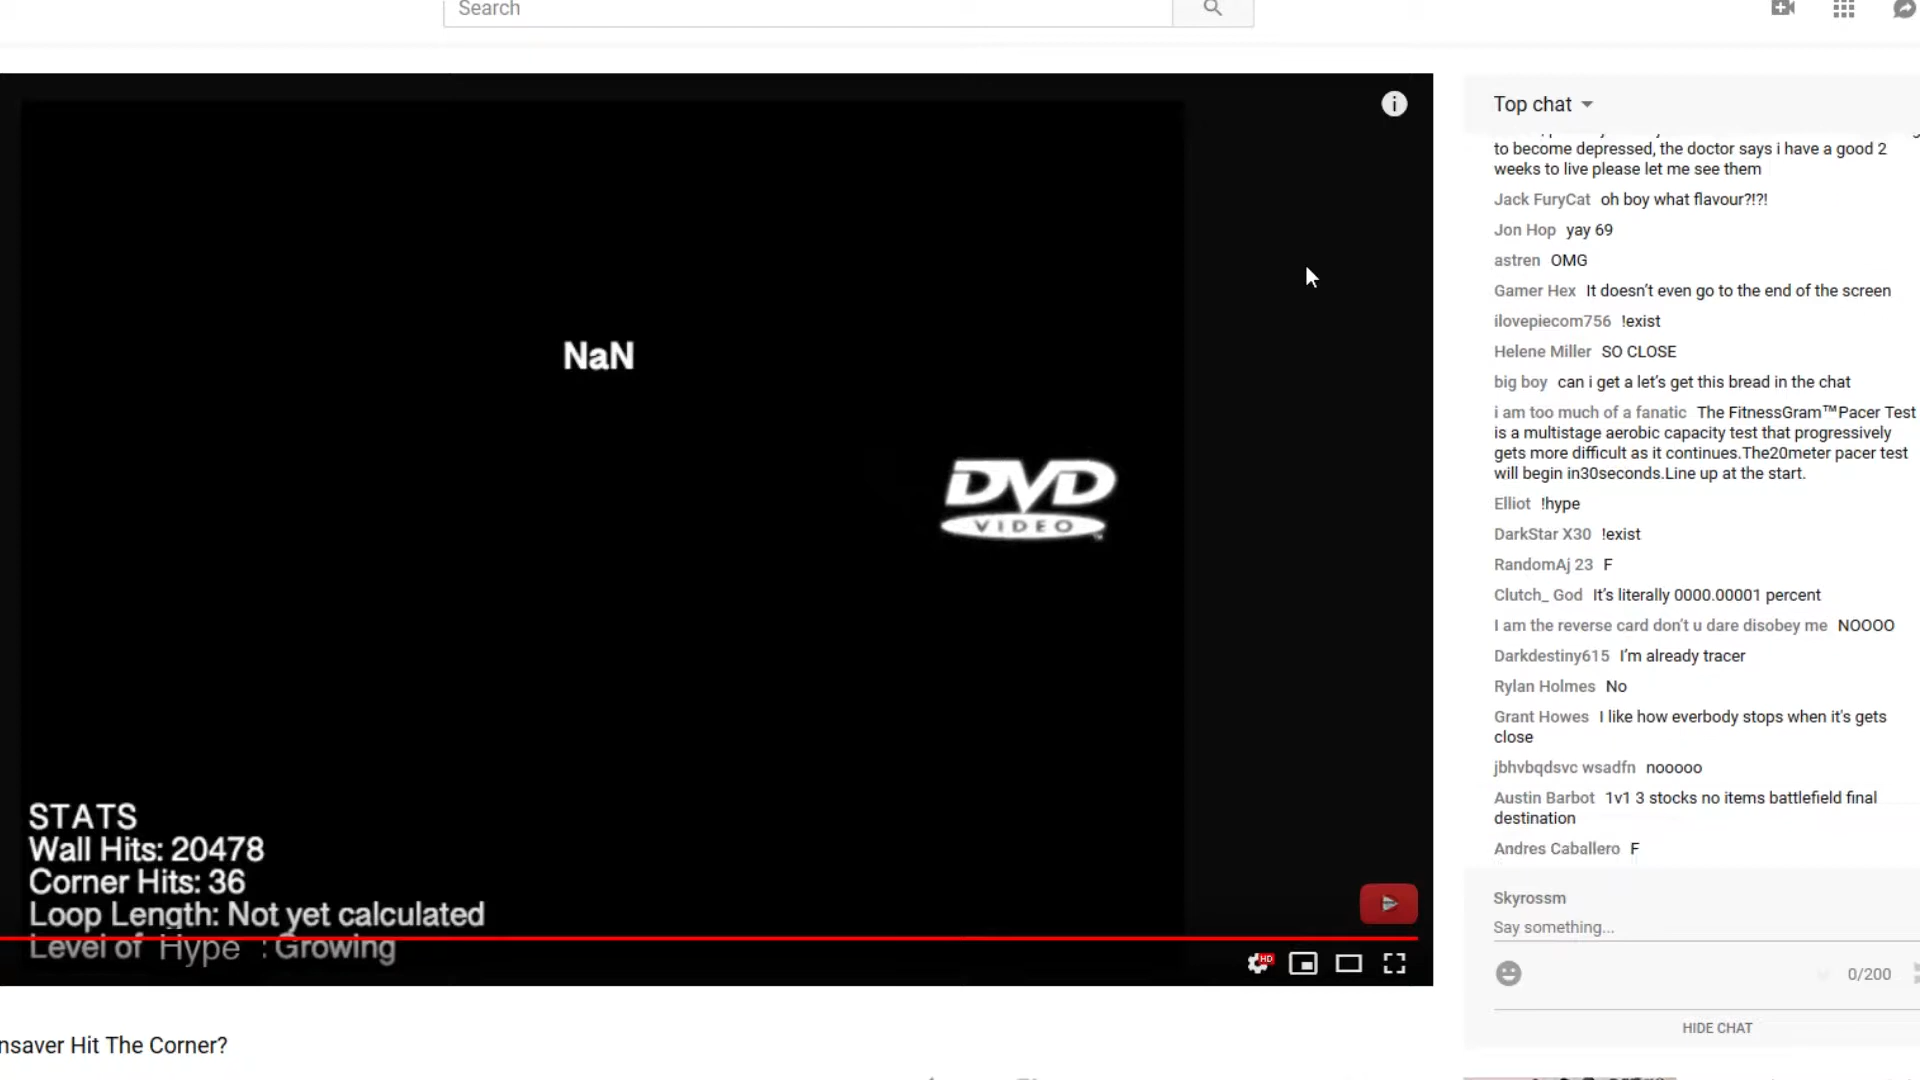 Search
NaN
DVD
VIDEO
STATS
Wall Hits: 20478
Corner Hits: 36
Loop Length: Not yet calculated
Level of Hype : Growing
HD
nsaver Hit The Corner?
Top chat
to become depressed, the doctor says i have a good 2
weeks to live please let me see them
Jack FuryCat oh boy what flavour?!?!
Jon Hop yay 69
astren OMG
Gamer Hex It doesn't even go to the end of the screen
ilovepiecom756 !exist
Helene Miller SO CLOSE
big boy can i get a let's get this bread in the chat
i am too much of a fanatic The FitnessGram™Pacer Test
is a multistage aerobic capacity test that progressively
gets more difficult as it continues.The20meter pacer test
will begin in30seconds.Line up at the start.
Elliot !hype
DarkStar X30 !exist
RandomAj 23 F
Clutch_ God It's literally 0000.00001 percent
I am the reverse card don't u dare disobey me NOOOO
Darkdestiny615 I'm already tracer
Rylan Holmes No
Grant Howes I like how everbody stops when it's gets
close
jbhvbqdsvc wsadfn nooooo
Austin Barbot 1v1 3 stocks no items battlefield final
destination
Andres Caballero F
Skyrossm
Say something...
0/200
HIDE CHAT